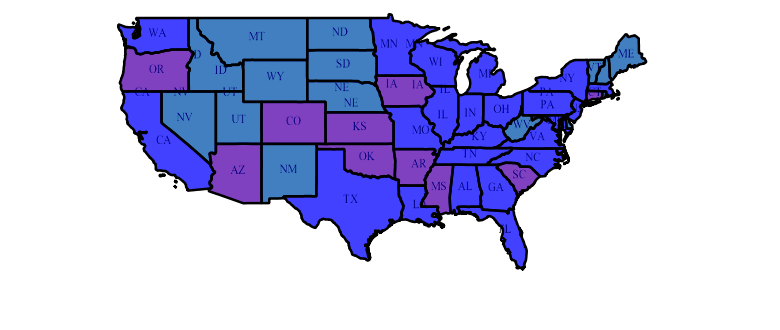 WA
MT
ND
MN MN
ME
VT
OR
ID
ID
WY
SD
WI
MI
NY
CA NV UT
NE
NE
IA IA
IL
PA
PA
NV
UT
CO
KS
MO
IL
IN
OH
WV
VA
KY
CA
AZ
NM
OK
AR
TN
NC
SC
TX
LA
MS
AL
GA
FL